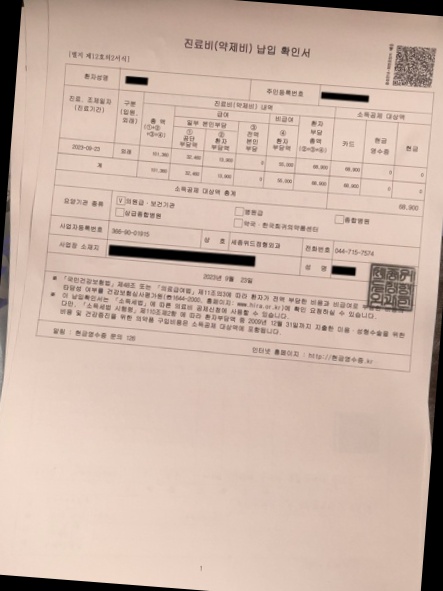 진료비(약제비) 납입 확인서
[별지 제12호의2서식]
환자성명
주민등록번호
진료, 조제일자
(진료기간)
구분
(입원,
외래)
진료비(약제비) 내역
소득공제 대상액
총 액
(①+②
+③+④)
급여
비급여
환자
부담
총액
(②+③+④)
카드
현금
영수증
현금
일부 본인부담
①
공단
부담액
②
환자
부담액
③
전액
부담액
④
환자
부담액
2023-09-23 외래 101,360 32,460 13,900 0 55,000 68,900 68,900 0 0
계 101,360 32,460 13,900 0 55,000 68,900 68,900 0 0
소득공제 대상액 총계 68,900
요양기관 종류 [V]의원급ㆍ보건기관 병원급 종합병원
상급종합병원 약국ㆍ한국희귀의약품센터
사업자 등록번호 366-90-01915 상 호 세종위드정형외과 전화번호 044-715-7574
사업장 소재지 성 명
2023년 9월 23일
※ 「국민건강보험법」 제48조 또는 「의료급여법」 제11조의3에 따라 환자가 전액 부담한 비용과 비급여로
타당성 여부를 건강보험심사평가원(☎1644-2000, 홈페이지: www.hira.or.kr)에 확인 요청하실 수 있습니다.
※ 이 납입확인서는 「소득세법」에 따른 의료비 공제신청에 사용할 수 있습니다.
다만, 「소득세법 시행령」 제110조제2항에 따라 환자부담액 중 2009년 12월 31일까지 지출한 미용ㆍ성형수술을 위한
비용 및 건강증진을 위한 의약품 구입비용은 소득공제 대상액에 포함됩니다.
알림 : 현금영수증 문의 126
인터넷 홈페이지 : http://현금영수증.kr
1